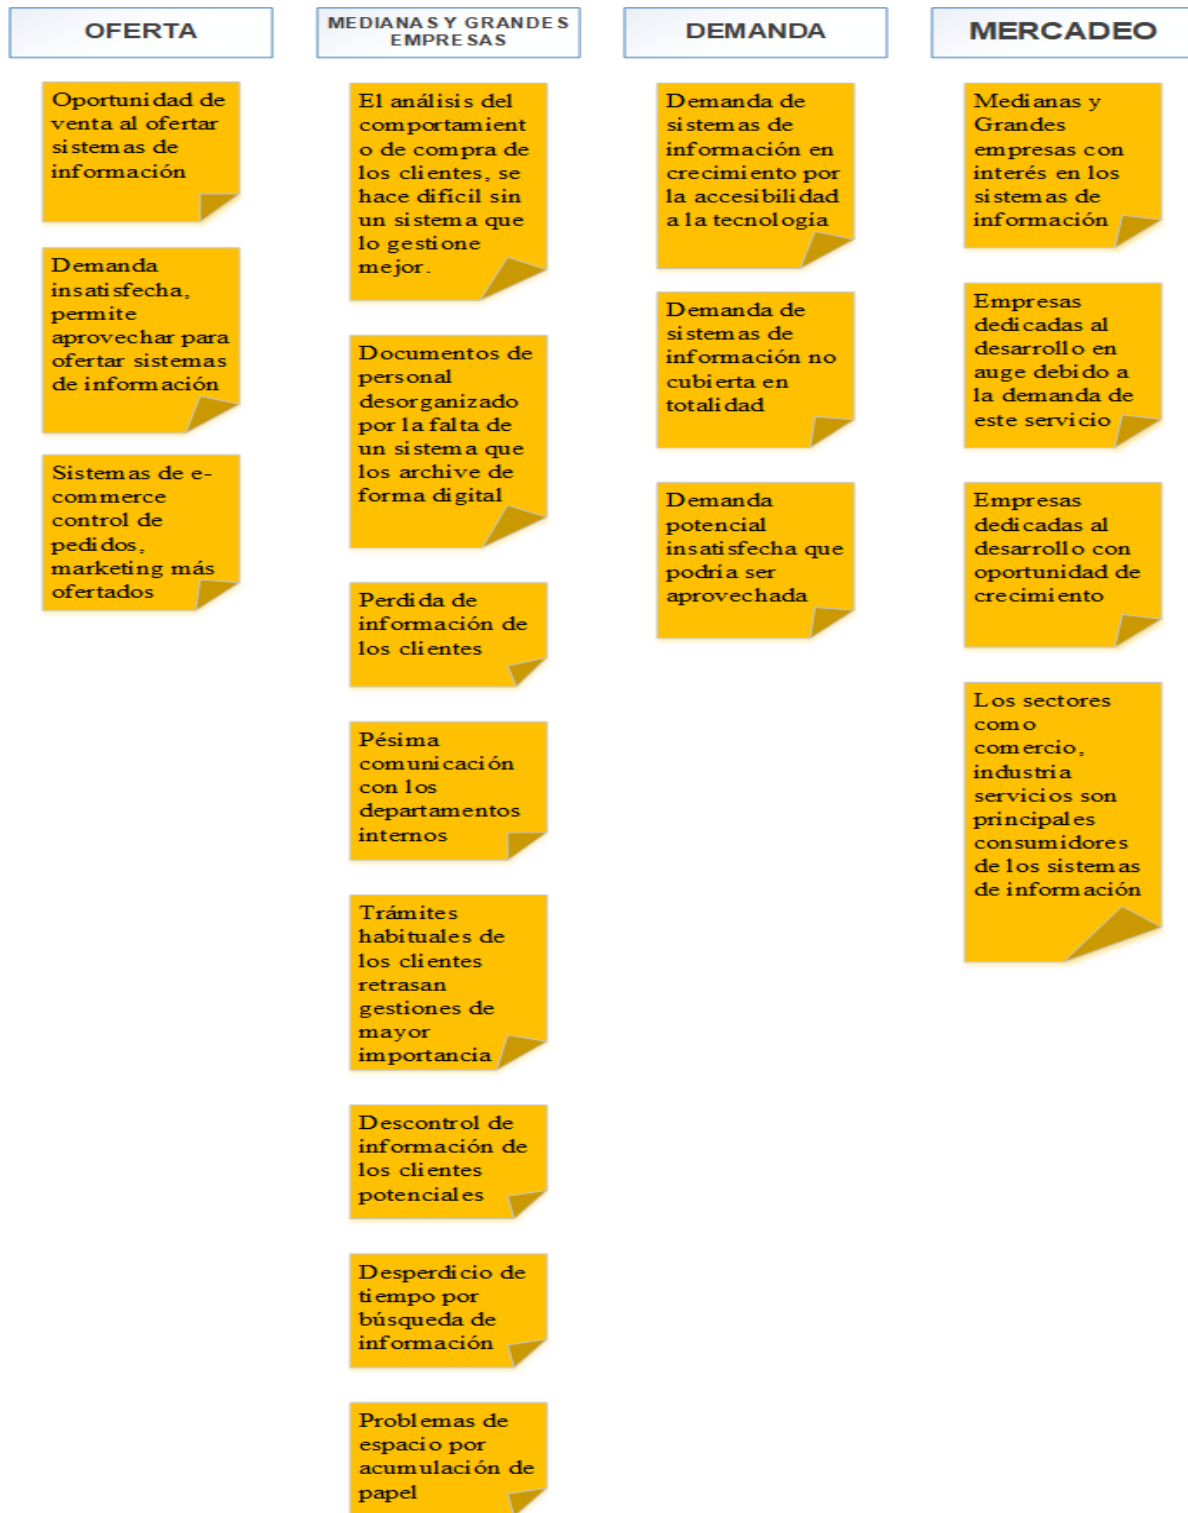 OFERTA
Oportunidad de
venta al ofertar
sistemas de
información
Demanda
insatisfecha,
permite
aprovechar para
ofertar sistemas
de información
Sistemas de e-
commerce
control de
pedidos,
marketing más
ofertados
MEDIANAS Y GRANDES
EMPRESAS
El análisis del
comportamient
o de compra de
los clientes, se
hace difícil sin
un sistema que
lo gestione
mejor.
Documentos de
personal
desorganizado
por la falta de
un sistema que
los archive de
forma digital
Perdida de
información de
los clientes
Pésima
comunicación
con los
departamentos
internos
Trámites
habituales de
los clientes
retrasan
gestiones de
mayor
importancia
Descontrol de
información de
los clientes
potenciales
Desperdicio de
tiempo por
búsqueda de
información
Problemas de
espacio por
acumulación de
papel
DEMANDA
Demanda de
sistemas de
información en
crecimiento por
la accesibilidad
a la tecnología
Demanda de
sistemas de
información no
cubierta en
totalidad
Demanda
potencial
insatisfecha que
podría ser
aprovechada
MERCADEO
Medianas y
Grandes
empresas con
interés en los
sistemas de
información
Empresas
dedicadas al
desarrollo en
auge debido a
la demanda de
este servicio
Empresas
dedicadas al
desarrollo con
oportunidad de
crecimiento
Los sectores
como
comercio,
industria
servicios son
principales
consumidores
de los sistemas
de información